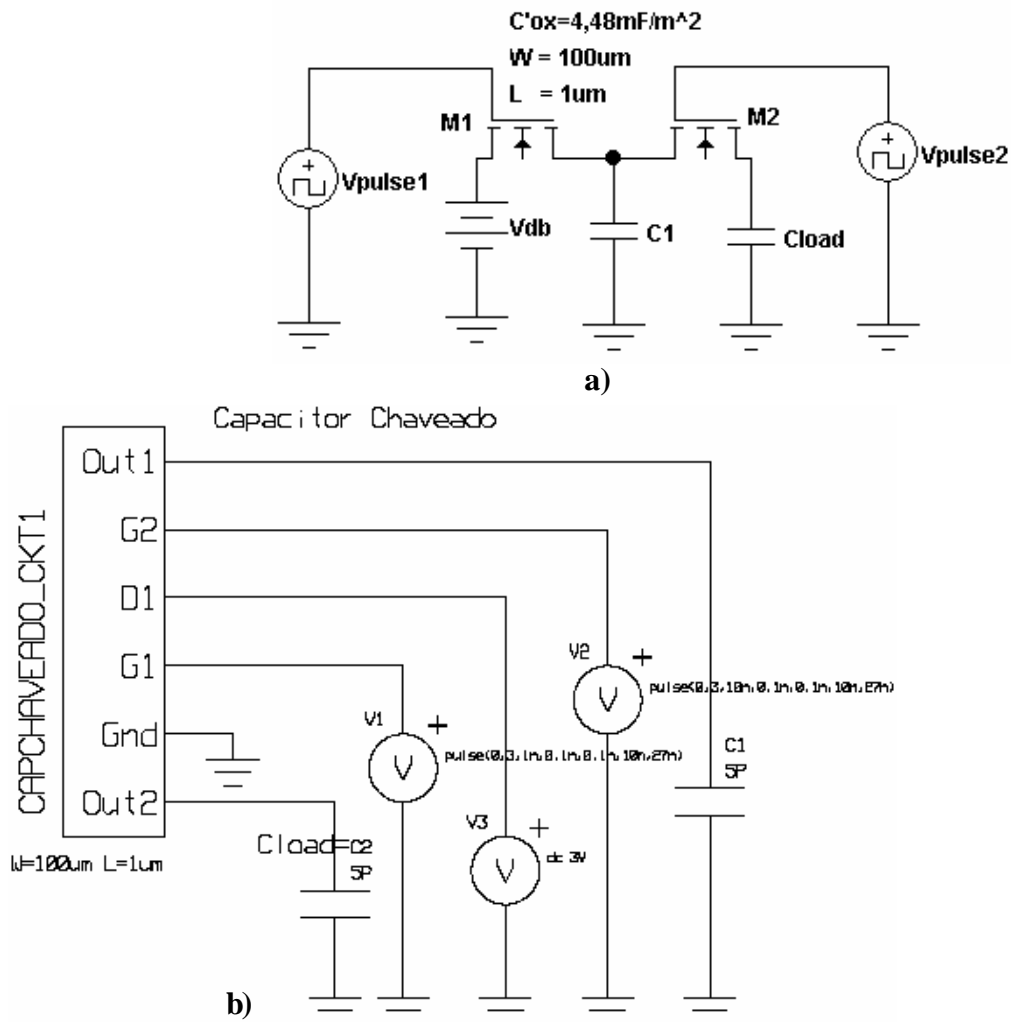 C'ox=4,48mF/m^2
W = 100um
L = 1um
M1
M2
Vpulse1
Vpulse2
Vdb
C1
Cload
a)
Capacitor Chaveado
CAPCHAVEADO_CKT1
Out1
G2
D1
G1
Gnd
Out2
W=100um L=1um
V2
pulse(0,3,10n,0.1n,0.1n,10n,27n)
V1
pulse(0,3,1n,0.1n,0.1n,10n,27n)
C1
5P
V3
dc 3V
Cload=C2
5P
b)